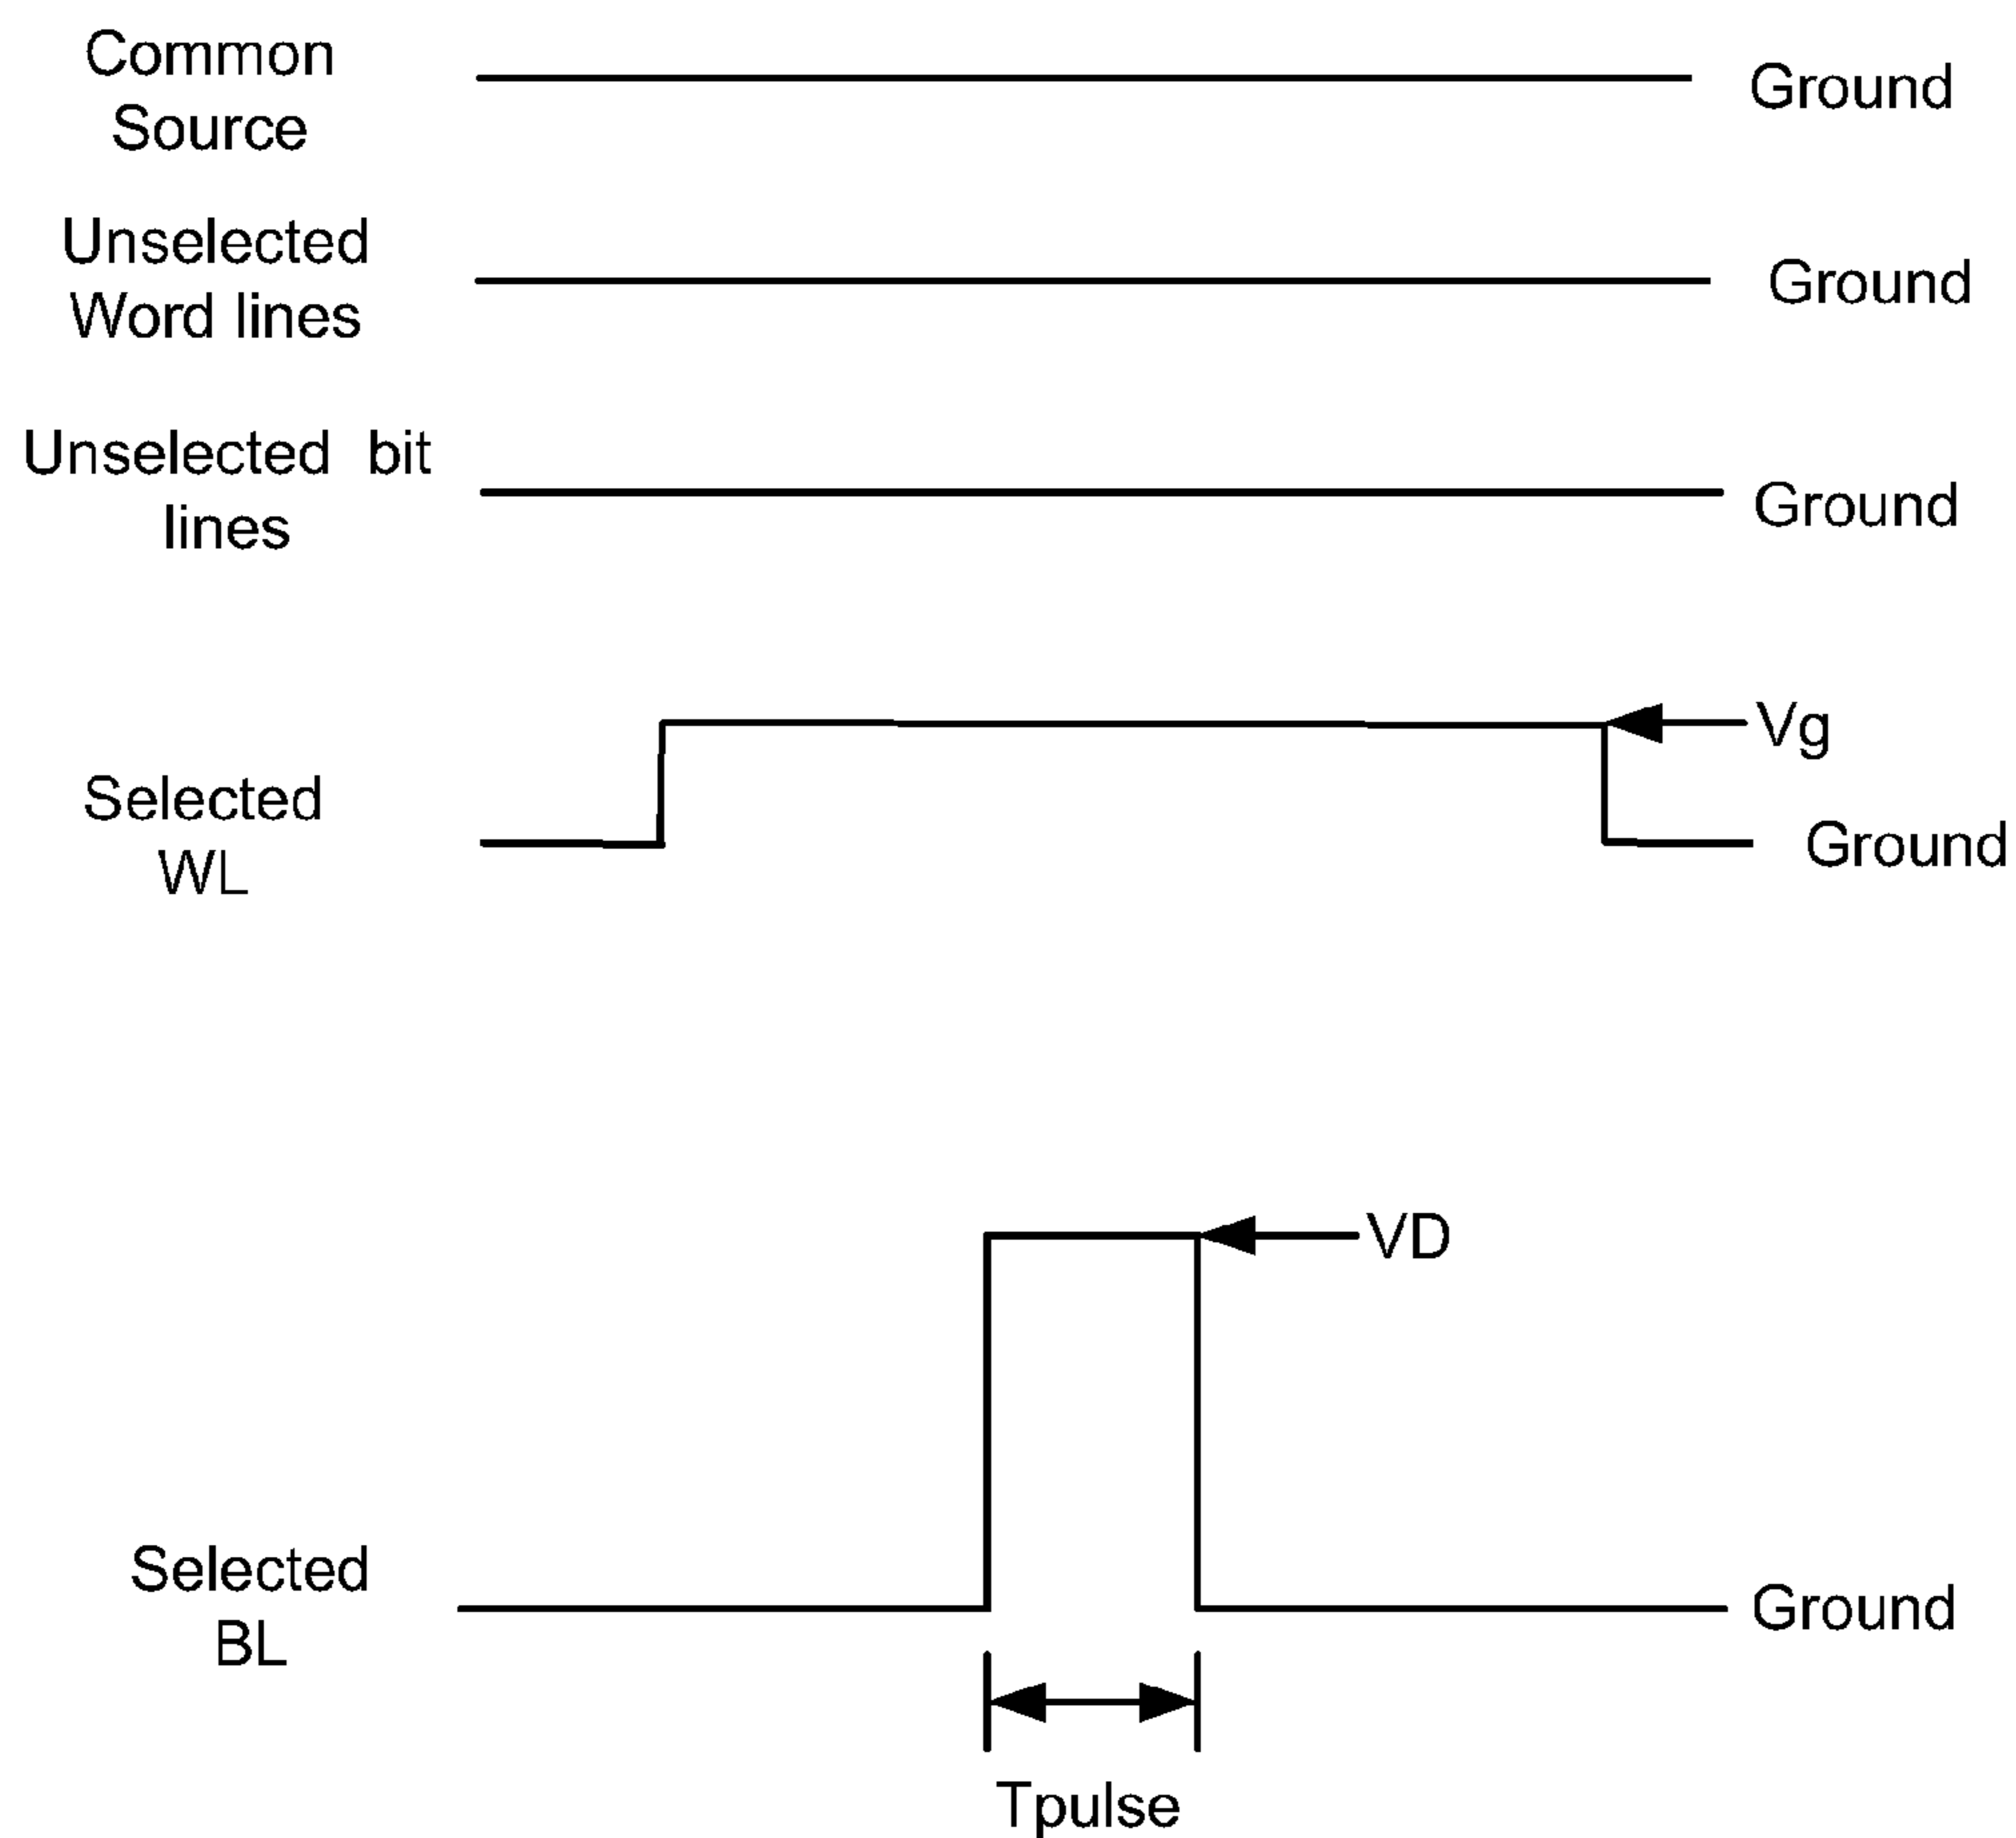 Common
Source
Ground
Unselected
Word lines
Ground
Unselected bit
lines
Ground
Vg
Selected
WL
Ground
VD
Selected
BL
Ground
Tpulse